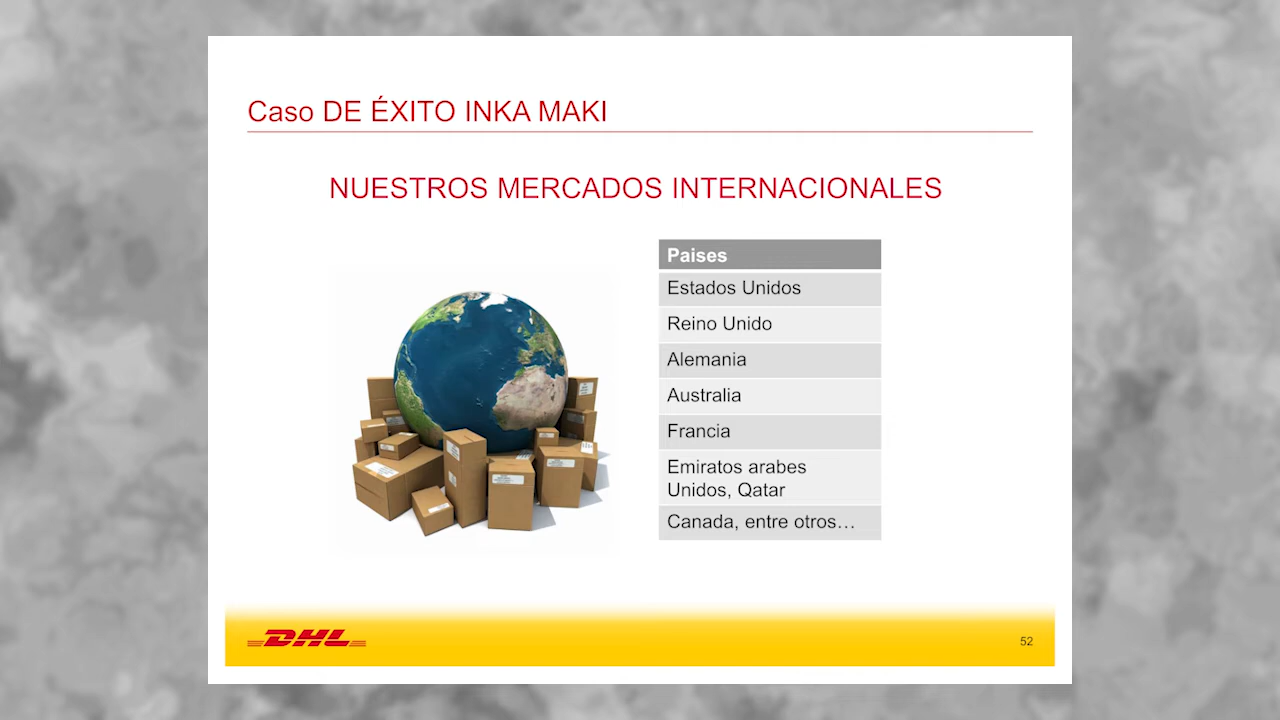 Caso DE ÉXITO INKA MAKI
NUESTROS MERCADOS INTERNACIONALES
Paises
Estados Unidos
Reino Unido
Alemania
Australia
Francia
Emiratos arabes
Unidos, Qatar
Canada, entre otros…
DHL
52